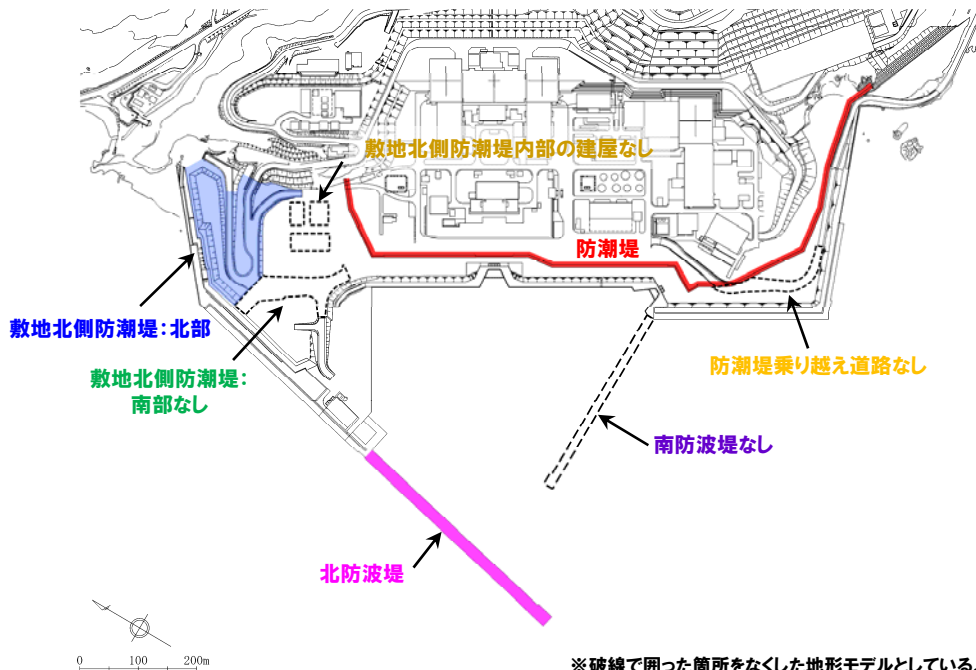 敷地北側防潮堤内部の建屋なし
防潮堤
敷地北側防潮堤：北部
敷地北側防潮堤：
南部なし
防潮堤乗り越え道路なし
南防波堤なし
北防波堤
0 100 200m
※破線で囲った箇所をなくした地形モデルとしている。